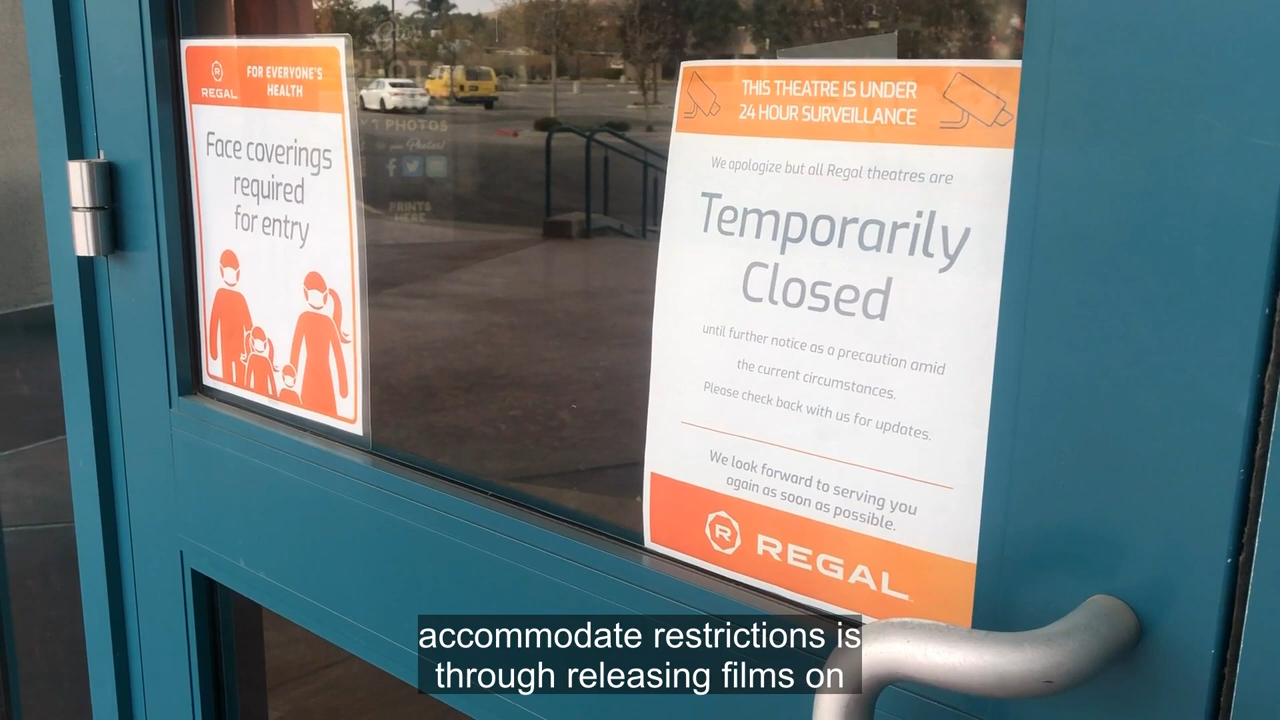 REGAL
FOR EVERYONE'S
HEALTH
Face coverings
required
for entry
PHOTOS
PRINTS
HERE
THIS THEATRE IS UNDER
24 HOUR SURVEILLANCE
We apologize but all Regal theatres are
Temporarily
Closed
until further notice as a precaution amid
the current circumstances.
Please check back with us for updates.
We look forward to serving you
again as soon as possible.
R REGAL
accommodate restrictions is
through releasing films on